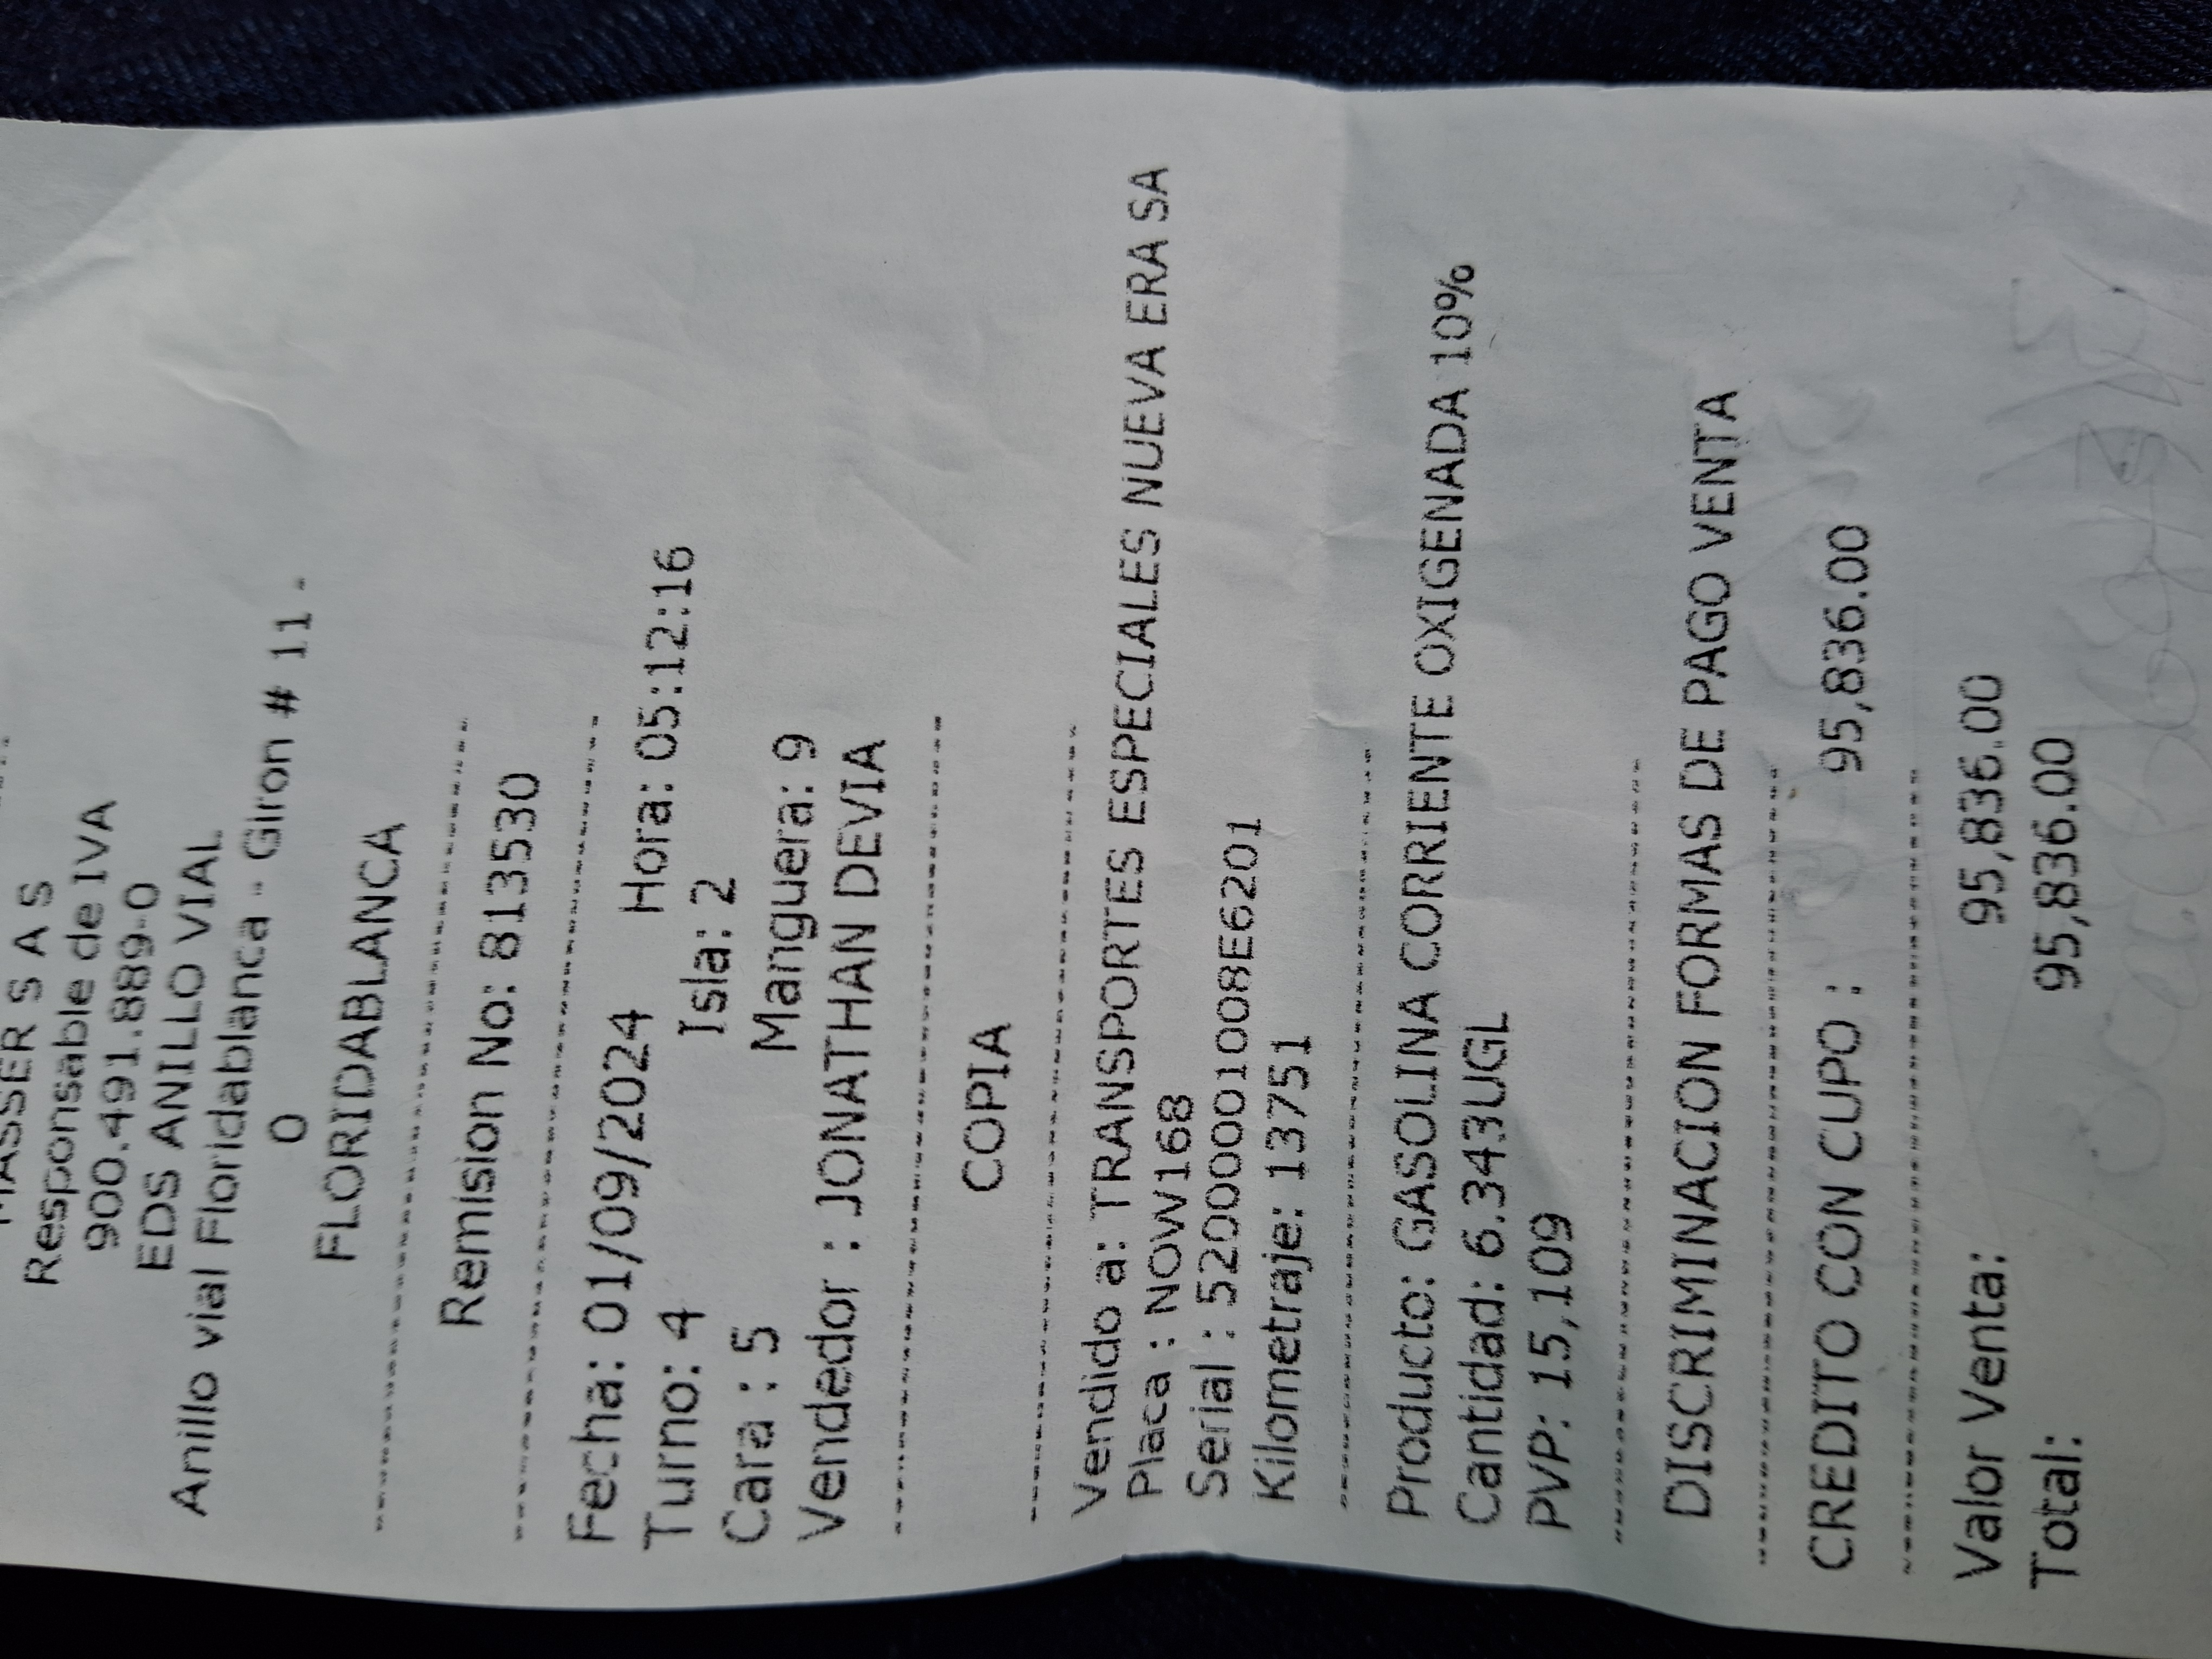 MASSER S A S
Responsable de IVA
900.491.889-0
EDS ANILLO VIAL
Anillo vial Floridablanca - Giron # 11 -
0
FLORIDABLANCA
Remision No: 813530
Fecha: 01/09/2024 Hora: 05:12:16
Turno: 4 Isla: 2
Cara : 5 Manguera: 9
Vendedor : JONATHAN DEVIA
COPIA
Vendido a: TRANSPORTES ESPECIALES NUEVA ERA SA
Placa : NOW168
Serial : 5200001008E6201
Kilometraje: 13751
Producto: GASOLINA CORRIENTE OXIGENADA 10%
Cantidad: 6.343UGL
PVP: 15,109
DISCRIMINACION FORMAS DE PAGO VENTA
CREDITO CON CUPO : 95,836.00
Valor Venta: 95,836.00
Total: 95,836.00